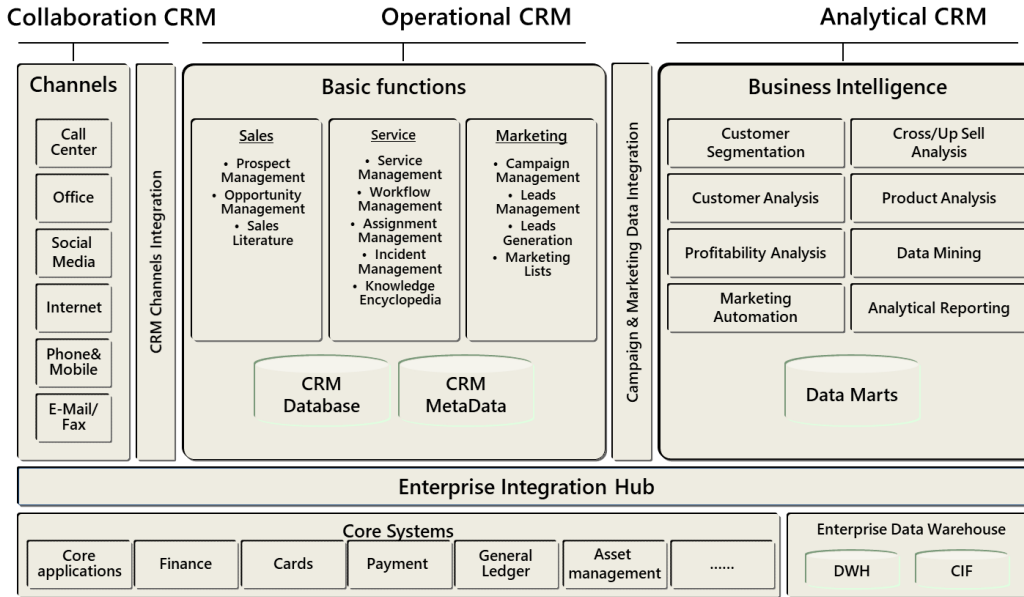 Collaboration CRM
Operational CRM
Analytical CRM
Channels
Call
Center
Office
Social
Media
Internet
Phone&
Mobile
E-Mail/
Fax
CRM Channels Integration
Basic functions
Sales
• Prospect
Management
• Opportunity
Management
• Sales
Literature
Service
• Service
Management
• Workflow
Management
• Assignment
Management
• Incident
Management
• Knowledge
Encyclopedia
Marketing
• Campaign
Management
• Leads
Management
• Leads
Generation
• Marketing
Lists
CRM
Database
CRM
MetaData
Campaign & Marketing Data Integration
Business Intelligence
Customer
Segmentation
Cross/Up Sell
Analysis
Customer Analysis
Product Analysis
Profitability Analysis
Data Mining
Marketing
Automation
Analytical Reporting
Data Marts
Enterprise Integration Hub
Core Systems
Core
applications
Finance
Cards
Payment
General
Ledger
Asset
management
......
Enterprise Data Warehouse
DWH
CIF